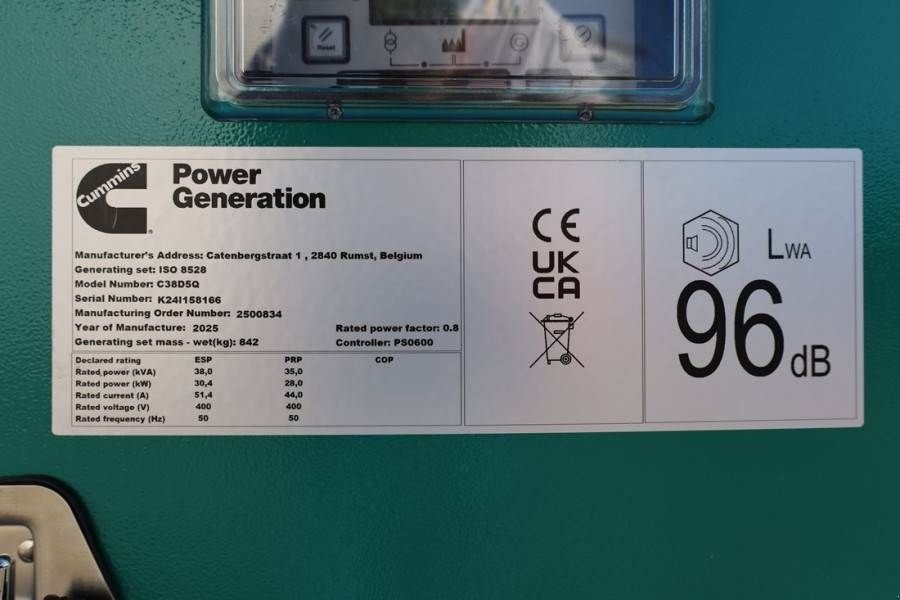 Reset
Cummins
Power
Generation
Manufacturer's Address: Catenbergstraat 1 , 2840 Rumst, Belgium
Generating set: ISO 8528
Model Number: C38D5Q
Serial Number: K24I158166
Manufacturing Order Number: 2500834
Year of Manufacture: 2025 Rated power factor: 0.8
Generating set mass - wet(kg): 842 Controller: PS0600
Declared rating ESP PRP COP
Rated power (kVA) 38,0 35,0
Rated power (kW) 30,4 28,0
Rated current (A) 51,4 44,0
Rated voltage (V) 400 400
Rated frequency (Hz) 50 50
CE
UK
CA
LWA
96 dB